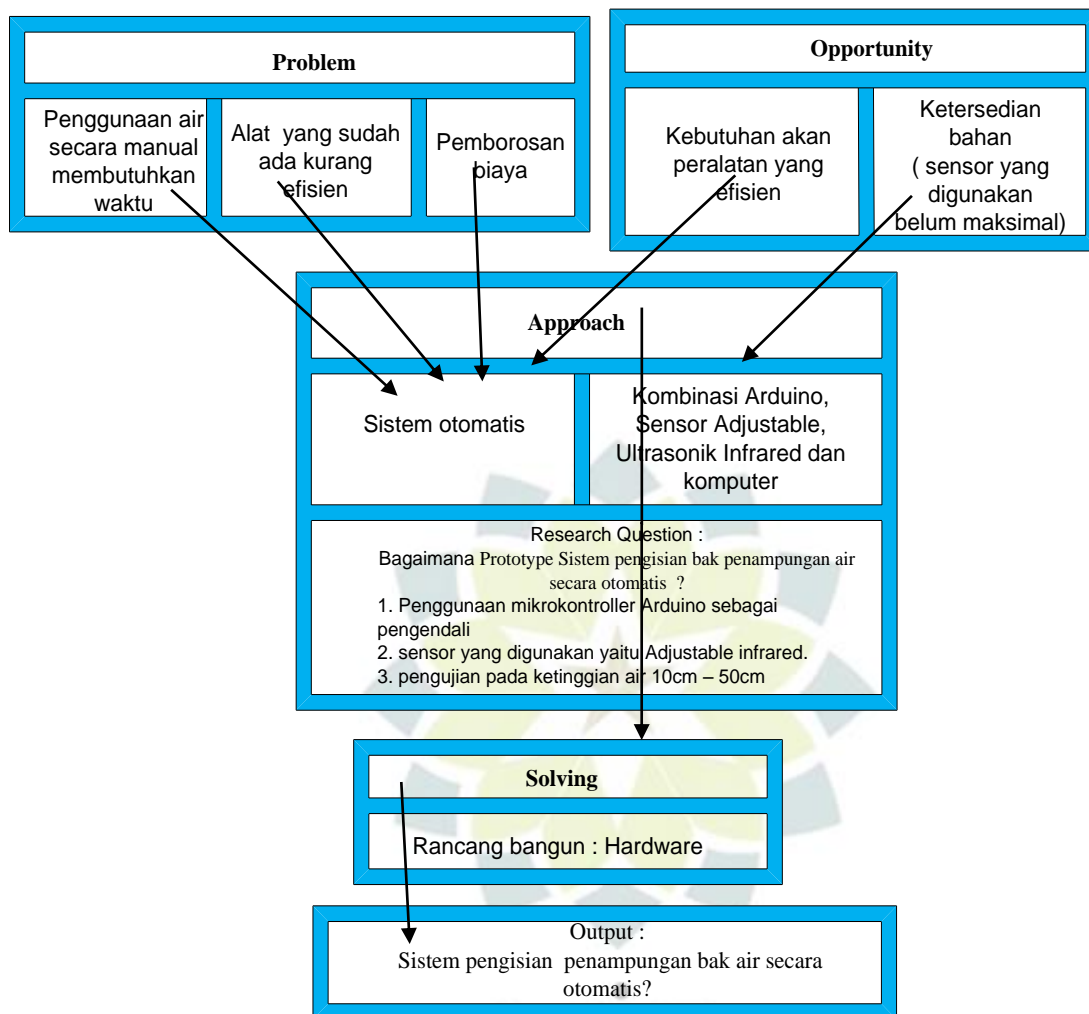 Problem
Penggunaan air
secara manual
membutuhkan
waktu
Alat yang sudah
ada kurang
efisien
Pemborosan
biaya
Opportunity
Kebutuhan akan
peralatan yang
efisien
Ketersedian
bahan
( sensor yang
digunakan
belum maksimal)
Approach
Sistem otomatis
Kombinasi Arduino,
Sensor Adjustable,
Ultrasonik Infrared dan
komputer
Research Question :
Bagaimana Prototype Sistem pengisian bak penampungan air
secara otomatis ?
1. Penggunaan mikrokontroller Arduino sebagai
pengendali
2. sensor yang digunakan yaitu Adjustable infrared.
3. pengujian pada ketinggian air 10cm – 50cm
Solving
Rancang bangun : Hardware
Output :
Sistem pengisian penampungan bak air secara
otomatis?